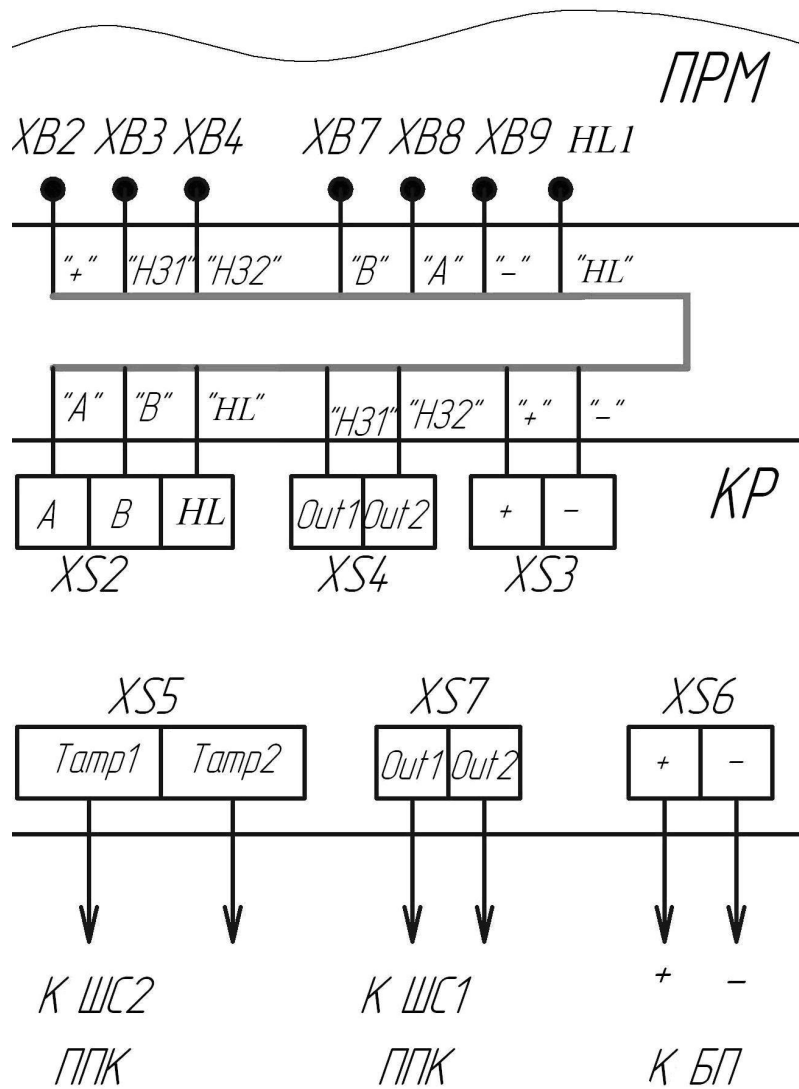 ПРМ
XB2 XB3 XB4 XB7 XB8 XB9 HL1
"+" "НЗ1" "НЗ2" "В" "А" "–" "HL"
"А" "В" "HL" "НЗ1" "НЗ2" "+" "–"
КР
А В HL Out1 Out2 + –
XS2 XS4 XS3
XS5 XS7 XS6
Tamp1 Tamp2 Out1 Out2 + –
К ШС2 К ШС1 + –
ППК ППК К БП